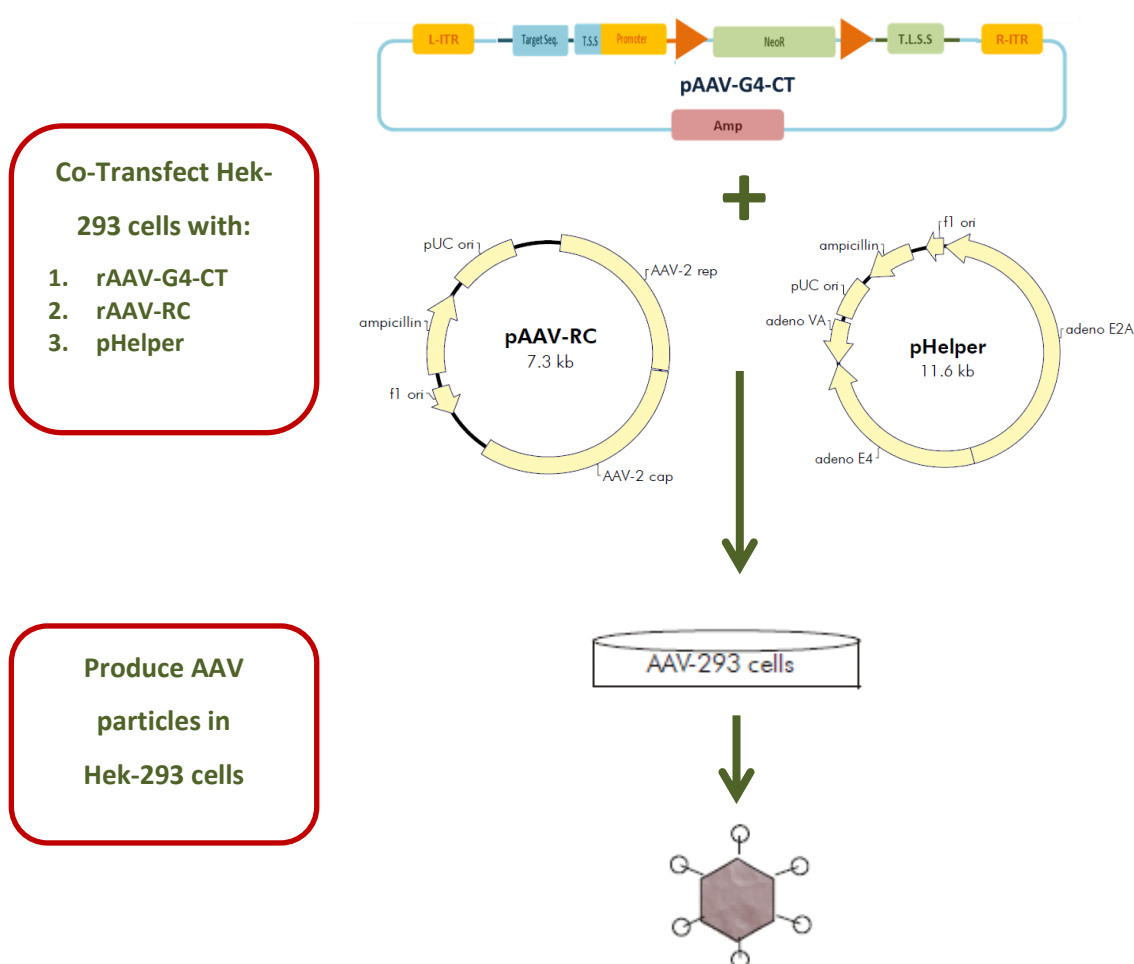 L-ITR
Target Seq.
T.S.S
Promoter
NeoR
T.L.S.S
R-ITR
pAAV-G4-CT
Amp
Co-Transfect Hek-
293 cells with:
1. rAAV-G4-CT
2. rAAV-RC
3. pHelper
pUC ori
AAV-2 rep
ampicillin
pAAV-RC
7.3 kb
f1 ori
AAV-2 cap
f1 ori
ampicillin
pUC ori
adeno VA
adeno E2A
pHelper
11.6 kb
adeno E4
Produce AAV
particles in
Hek-293 cells
AAV-293 cells